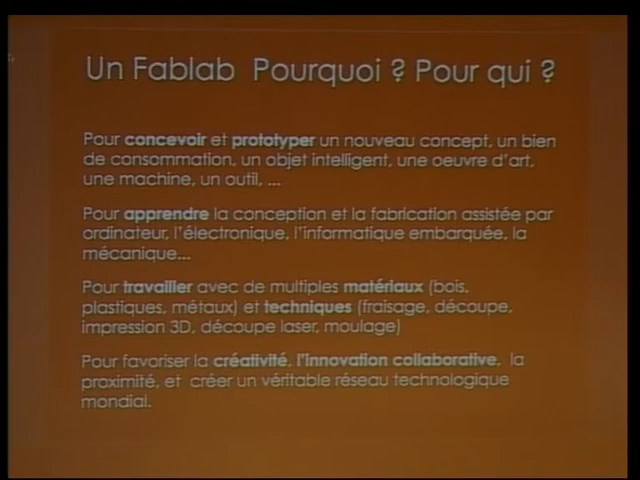 Un Fablab Pourquoi ? Pour qui ?
Pour concevoir et prototyper un nouveau concept, un bien
de consommation, un objet intelligent, une oeuvre d'art,
une machine, un outil, ...
Pour apprendre la conception et la fabrication assistée par
ordinateur, l'électronique, l'informatique embarquée, la
mécanique...
Pour travailler avec de multiples matériaux (bois,
plastiques, métaux) et techniques (fraisage, découpe,
impression 3D, découpe laser, moulage)
Pour favoriser la créativité, l'innovation collaborative, la
proximité, et créer un véritable réseau technologique
mondial.